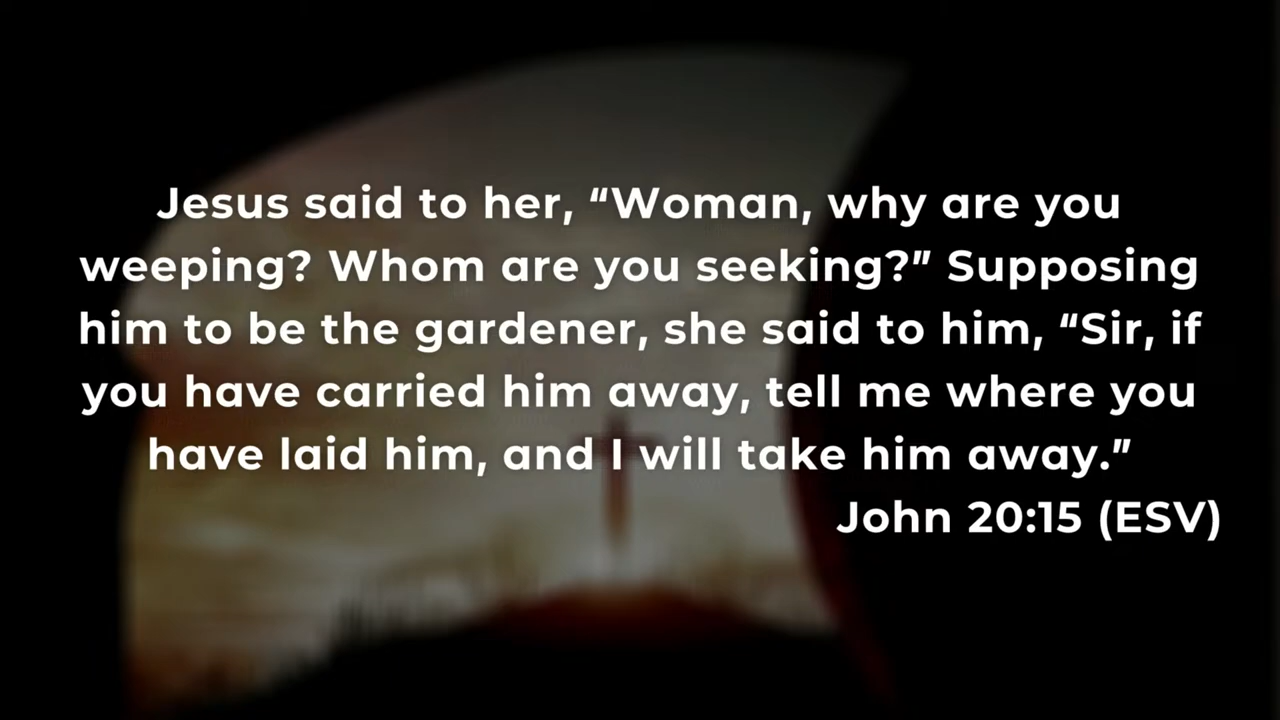 Jesus said to her, “Woman, why are you
weeping? Whom are you seeking?” Supposing
him to be the gardener, she said to him, “Sir, if
you have carried him away, tell me where you
have laid him, and I will take him away.”
John 20:15 (ESV)